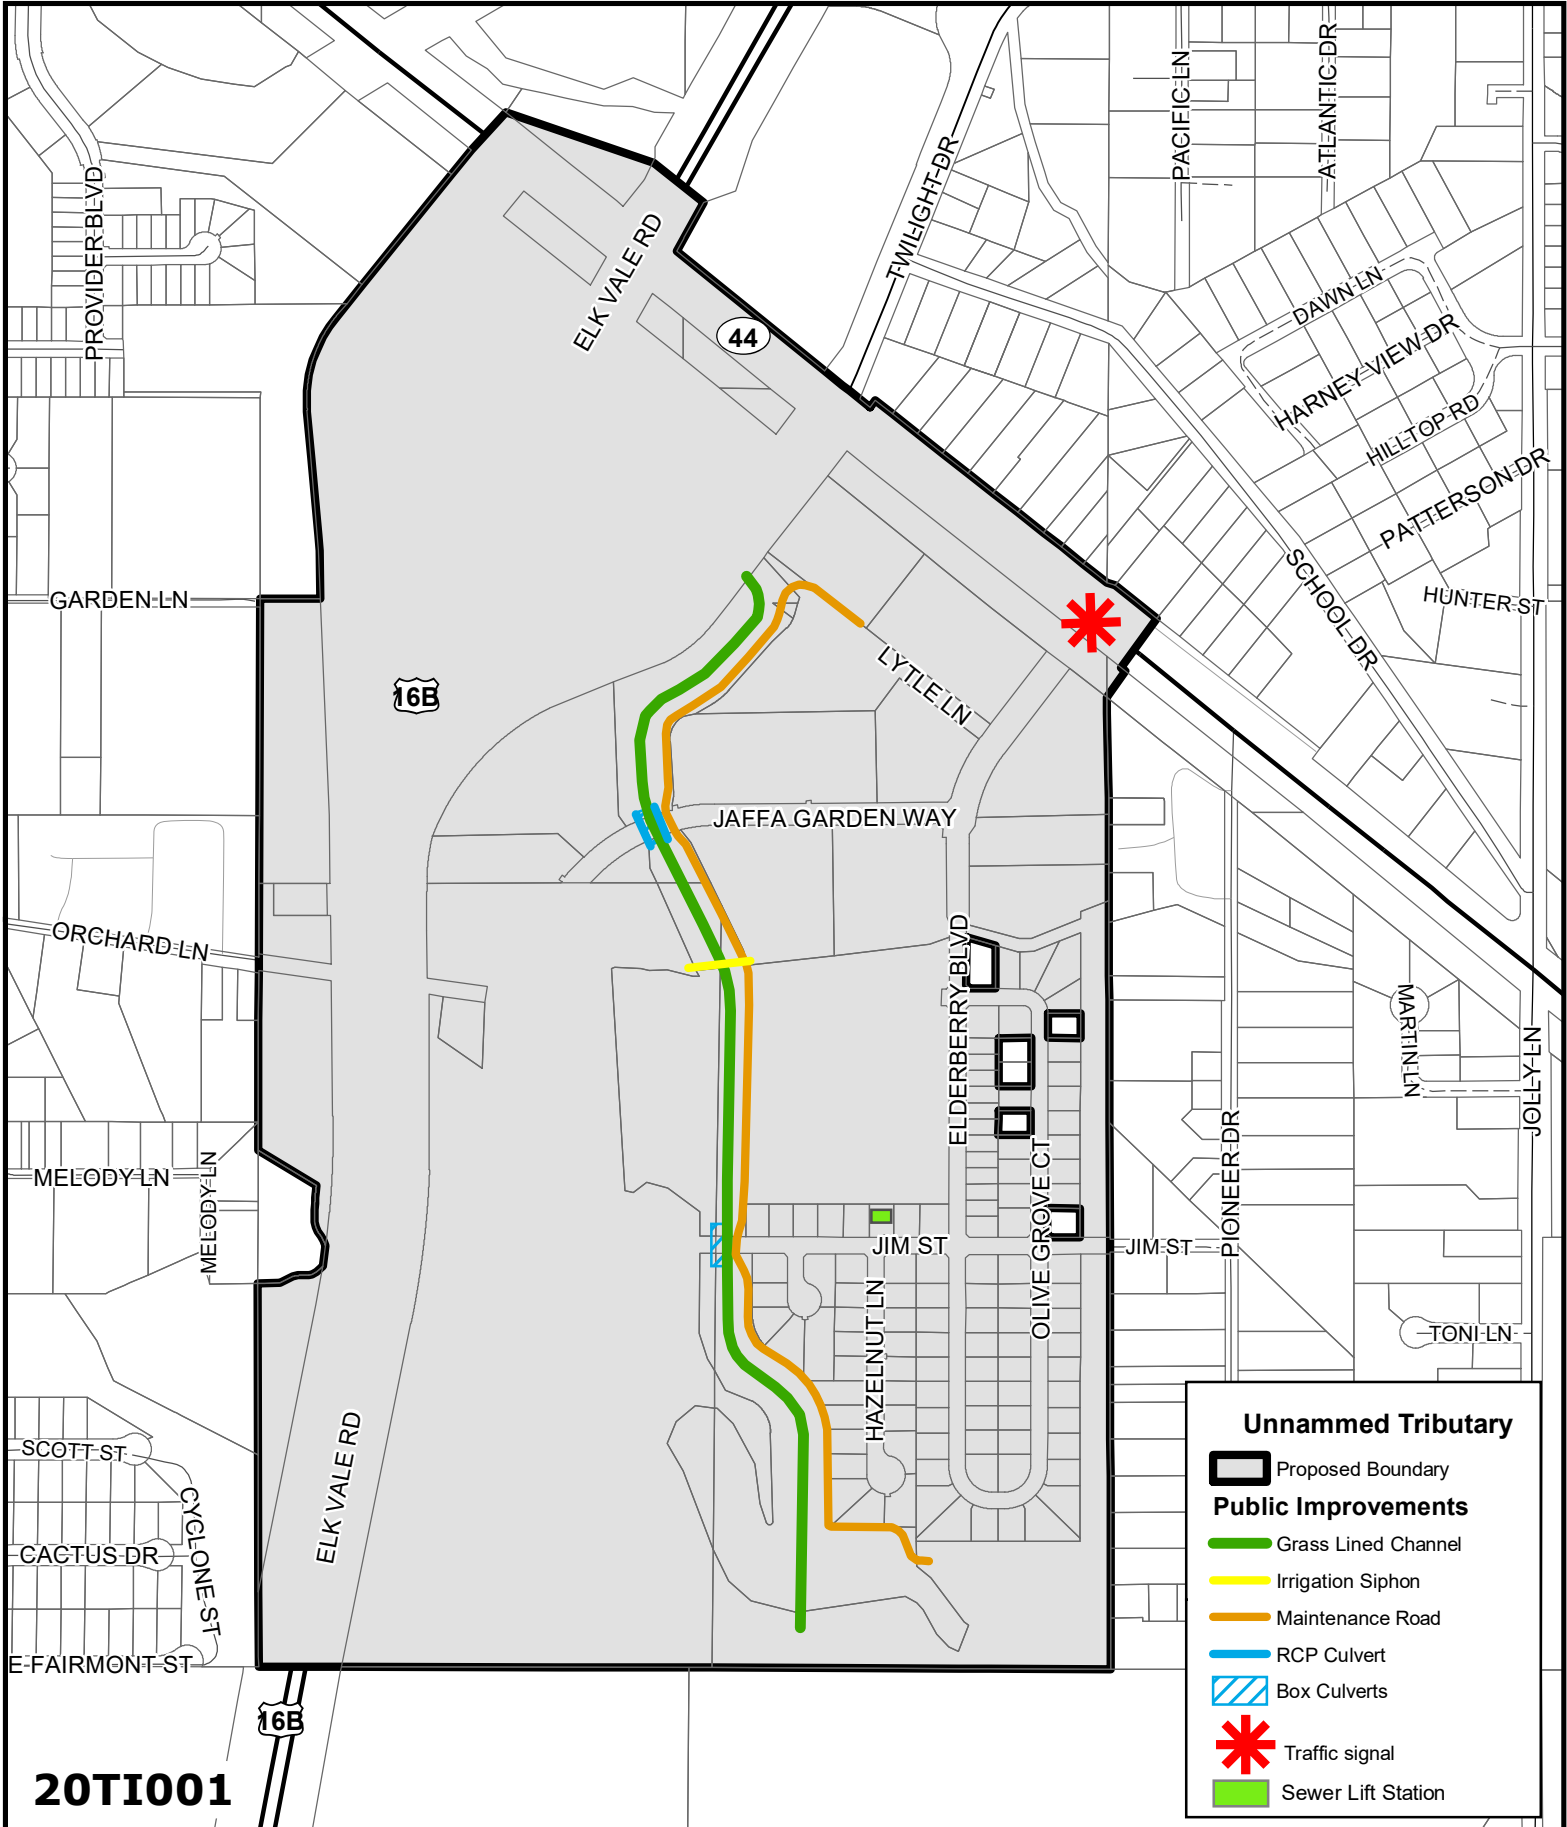 PACIFIC LN
ATLANTIC DR
PROVIDER BLVD
ELK VALE RD
TWILIGHT DR
44
DAWN LN
HARNEY VIEW DR
HILLTOP RD
PATTERSON DR
SCHOOL DR
HUNTER ST
GARDEN LN
16B
LYTLE LN
JAFFA GARDEN WAY
ORCHARD LN
ELDERBERRY BLVD
MARTIN LN
JOLLY LN
MELODY LN
MELODY LN
OLIVE GROVE CT
PIONEER DR
JIM ST
JIM ST
HAZELNUT LN
TONI LN
ELK VALE RD
SCOTT ST
CYCLONE ST
CACTUS DR
E FAIRMONT ST
16B
20TI001
Unnammed Tributary
Proposed Boundary
Public Improvements
Grass Lined Channel
Irrigation Siphon
Maintenance Road
RCP Culvert
Box Culverts
Traffic signal
Sewer Lift Station